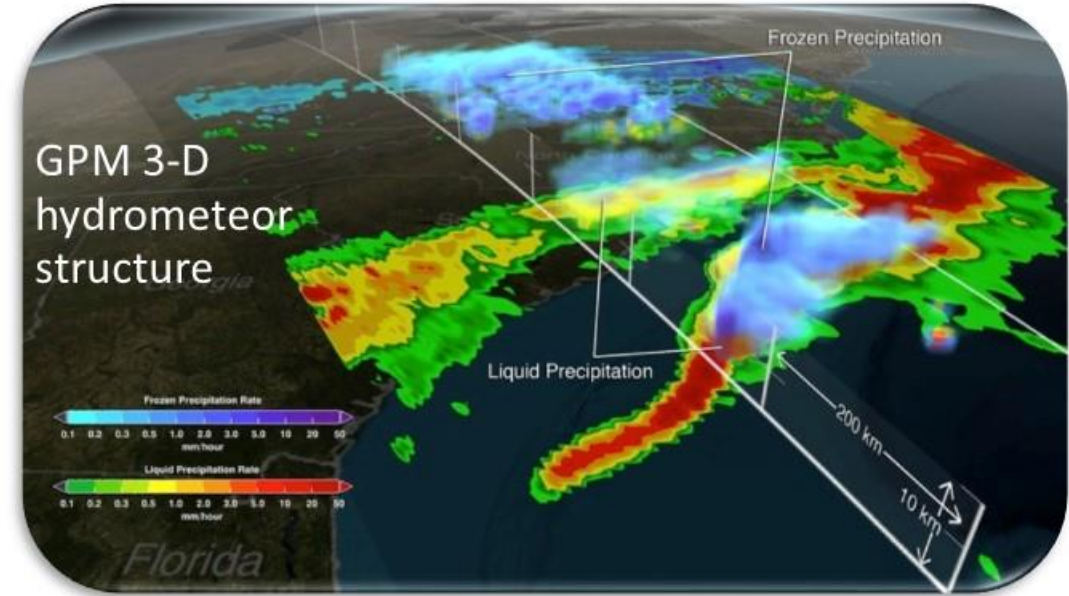 Frozen Precipitation
GPM 3-D
hydrometeor
structure
Georgia
Liquid Precipitation
Frozen Precipitation Rate
0.1 0.2 0.3 0.5 1.0 2.0 3.0 5.0 10 20 50
mm/hour
Liquid Precipitation Rate
0.1 0.2 0.3 0.5 1.0 2.0 3.0 5.0 10 20 50
mm/hour
200 km
10 km
Florida